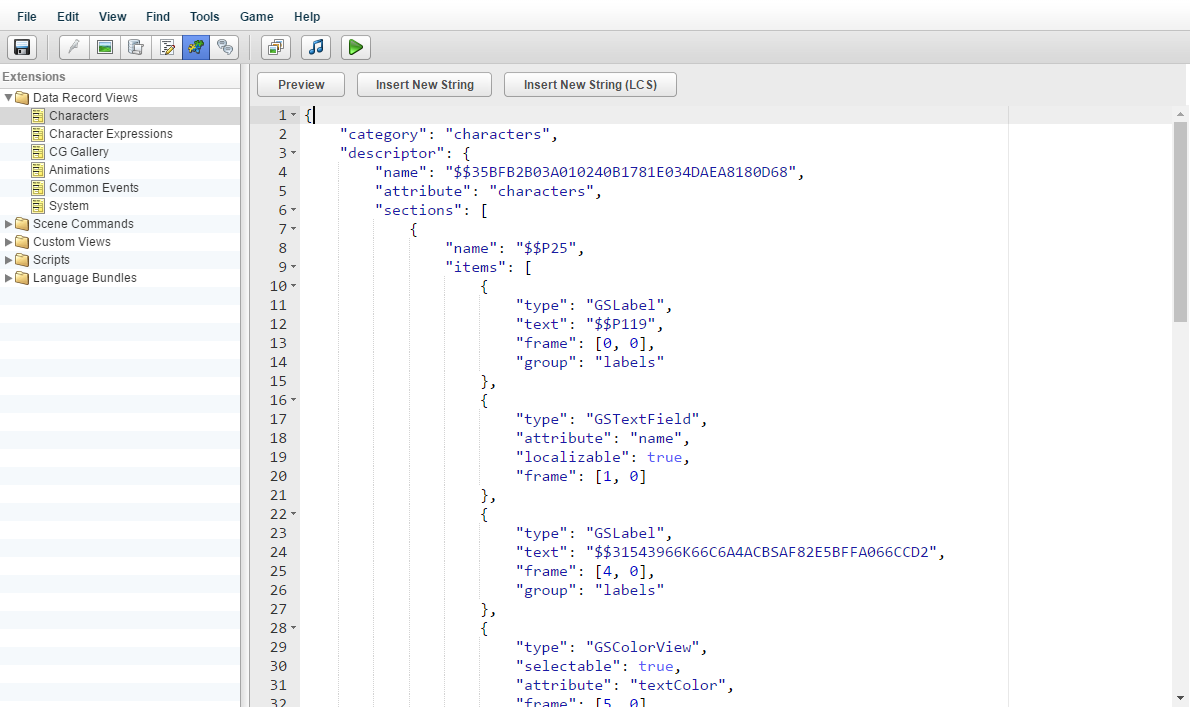 File Edit View Find Tools Game Help
Extensions
Data Record Views
Characters
Character Expressions
CG Gallery
Animations
Common Events
System
Scene Commands
Custom Views
Scripts
Language Bundles
Preview Insert New String Insert New String (LCS)
1 {
2 "category": "characters",
3 "descriptor": {
4 "name": "$$35BFB2B03A010240B1781E034DAEA8180D68",
5 "attribute": "characters",
6 "sections": [
7 {
8 "name": "$$P25",
9 "items": [
10 {
11 "type": "GSLabel",
12 "text": "$$P119",
13 "frame": [0, 0],
14 "group": "labels"
15 },
16 {
17 "type": "GSTextField",
18 "attribute": "name",
19 "localizable": true,
20 "frame": [1, 0]
21 },
22 {
23 "type": "GSLabel",
24 "text": "$$31543966K66C6A4ACBSAF82E5BFFA066CCD2",
25 "frame": [4, 0],
26 "group": "labels"
27 },
28 {
29 "type": "GSColorView",
30 "selectable": true,
31 "attribute": "textColor",
32 "frame": [5, 0]